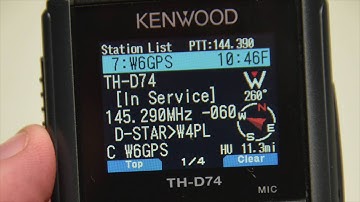 KENWOOD
Station List PTT:144.390
7:W6GPS 10:46F
TH-D74 W
[In Service] 260°
145.290MHz -060 N
D-STAR>W4PL W E S
C W6GPS HU 11.3mi
Top 1/4 Clear
TH-D74
MIC